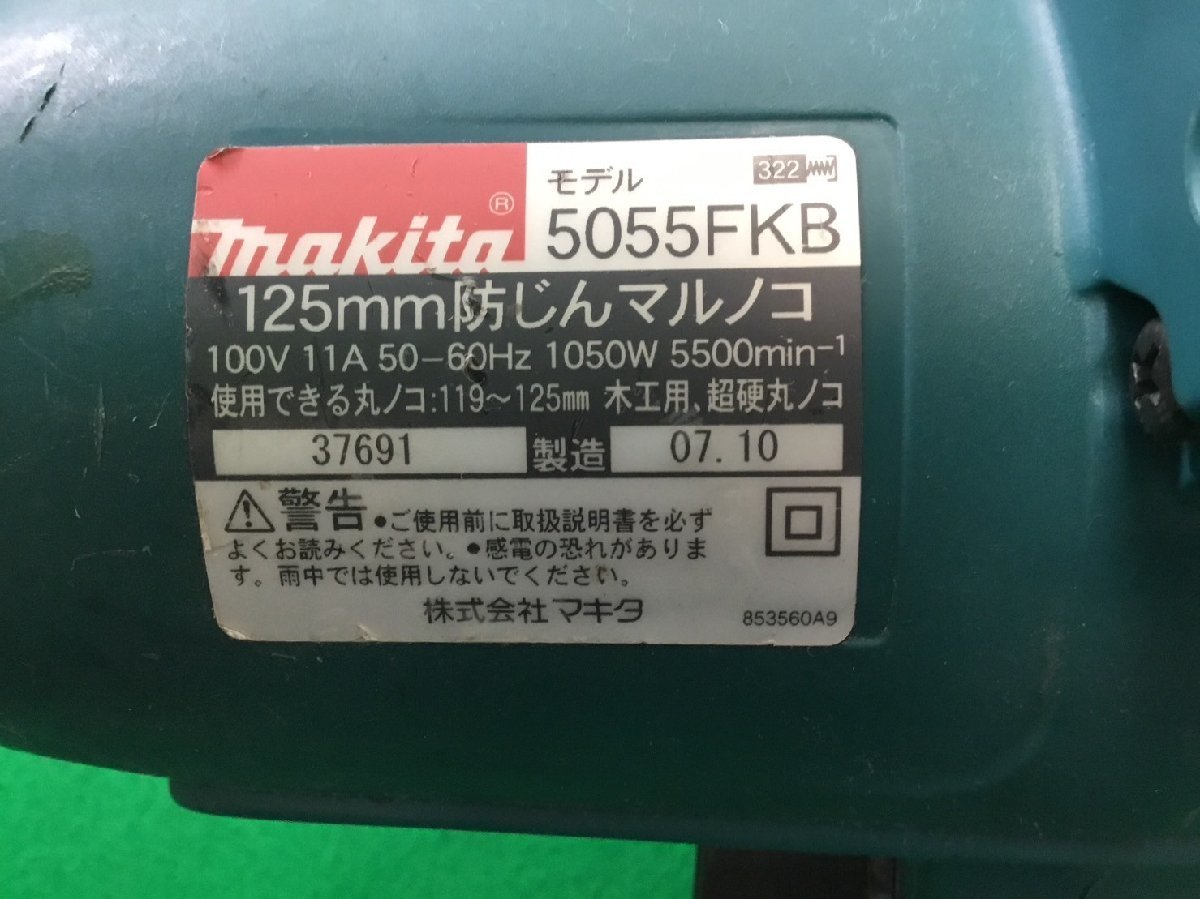 makita®
モデル
322
5055FKB
125mm防じんマルノコ
100V 11A 50-60Hz 1050W 5500min-1
使用できる丸ノコ:119～125mm 木工用、超硬丸ノコ
37691 製造 07.10
警告 ●ご使用前に取扱説明書を必ず
よくお読みください。●感電の恐れがありま
す。雨中では使用しないでください。
株式会社マキタ
853560A9